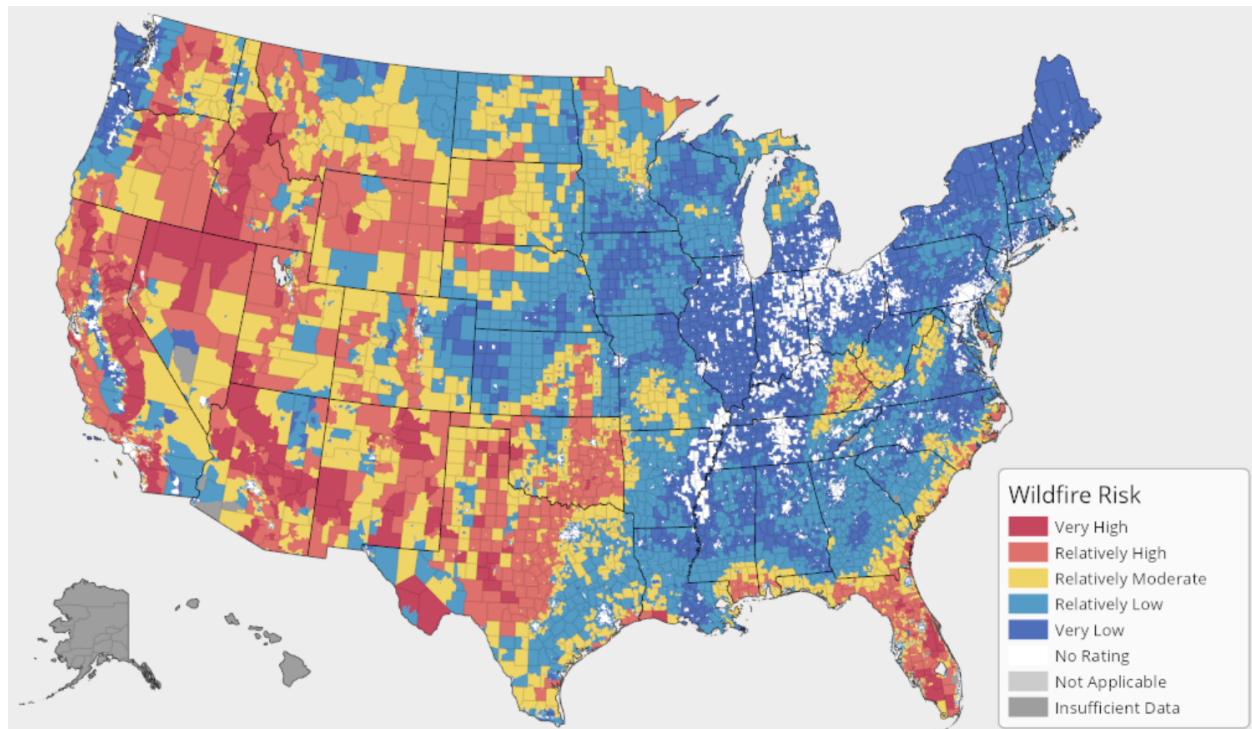 Wildfire Risk
Very High
Relatively High
Relatively Moderate
Relatively Low
Very Low
No Rating
Not Applicable
Insufficient Data